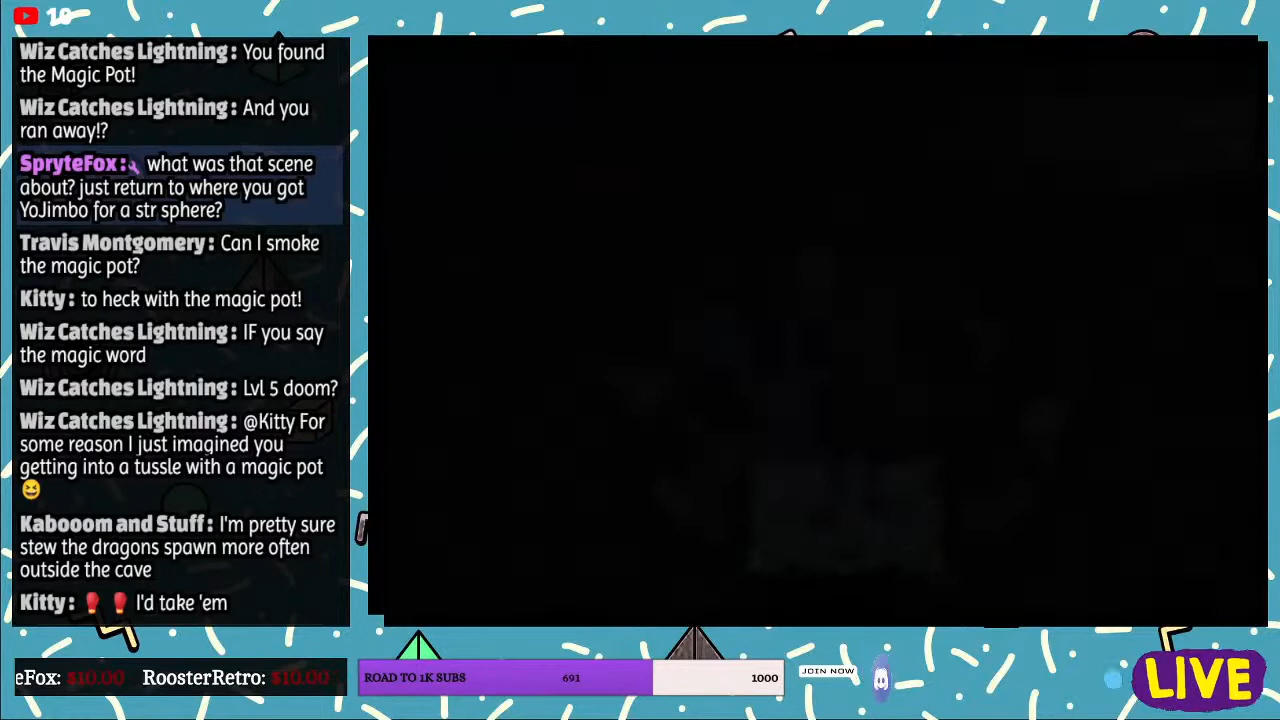 18
Wiz Catches Lightning : You found
the Magic Pot!
Wiz Catches Lightning : And you
ran away!?
SpryteFox : what was that scene
about? just return to where you got
YoJimbo for a str sphere?
Travis Montgomery : Can I smoke
the magic pot?
Kitty : to heck with the magic pot!
Wiz Catches Lightning : IF you say
the magic word
Wiz Catches Lightning : Lvl 5 doom?
Wiz Catches Lightning : @Kitty For
some reason I just imagined you
getting into a tussle with a magic pot
😆
Kabooom and Stuff : I'm pretty sure
stew the dragons spawn more often
outside the cave
Kitty : 🥊 🥊 I'd take 'em
eFox: $10.00 RoosterRetro: $10.00
ROAD TO 1K SUBS 691 1000
JOIN NOW
LIVE